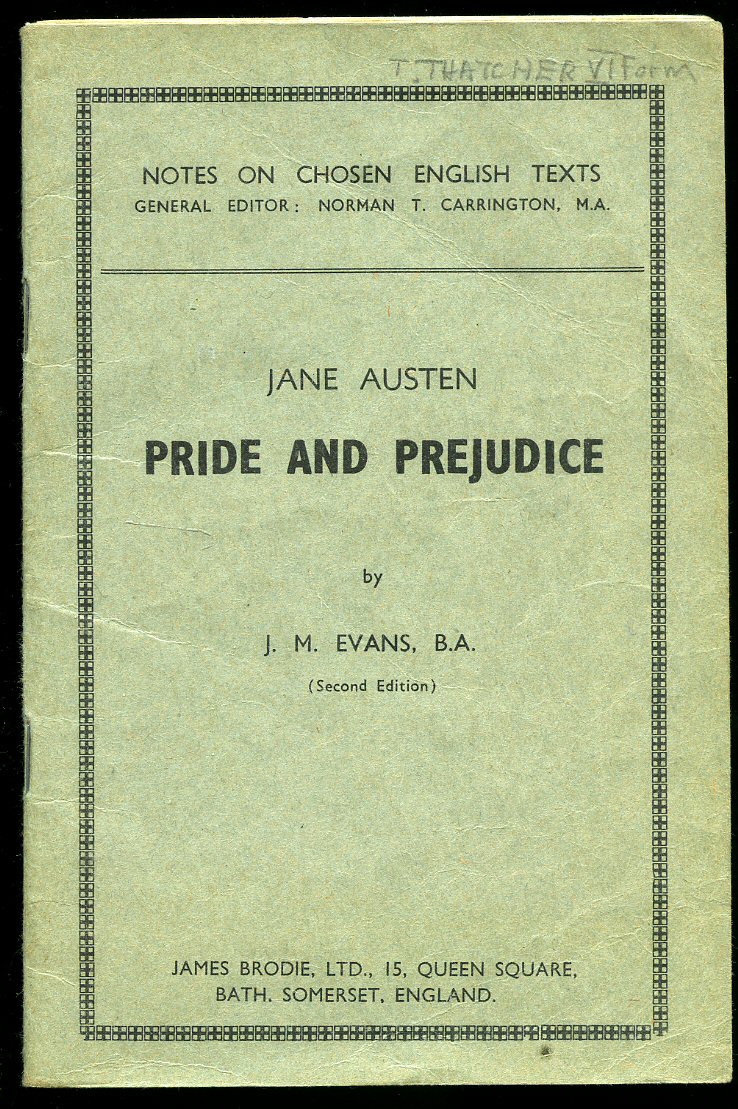 T. THATCHER VI Form
NOTES ON CHOSEN ENGLISH TEXTS
GENERAL EDITOR: NORMAN T. CARRINGTON, M.A.
JANE AUSTEN
PRIDE AND PREJUDICE
by
J. M. EVANS, B.A.
(Second Edition)
JAMES BRODIE, LTD., 15, QUEEN SQUARE,
BATH. SOMERSET, ENGLAND.